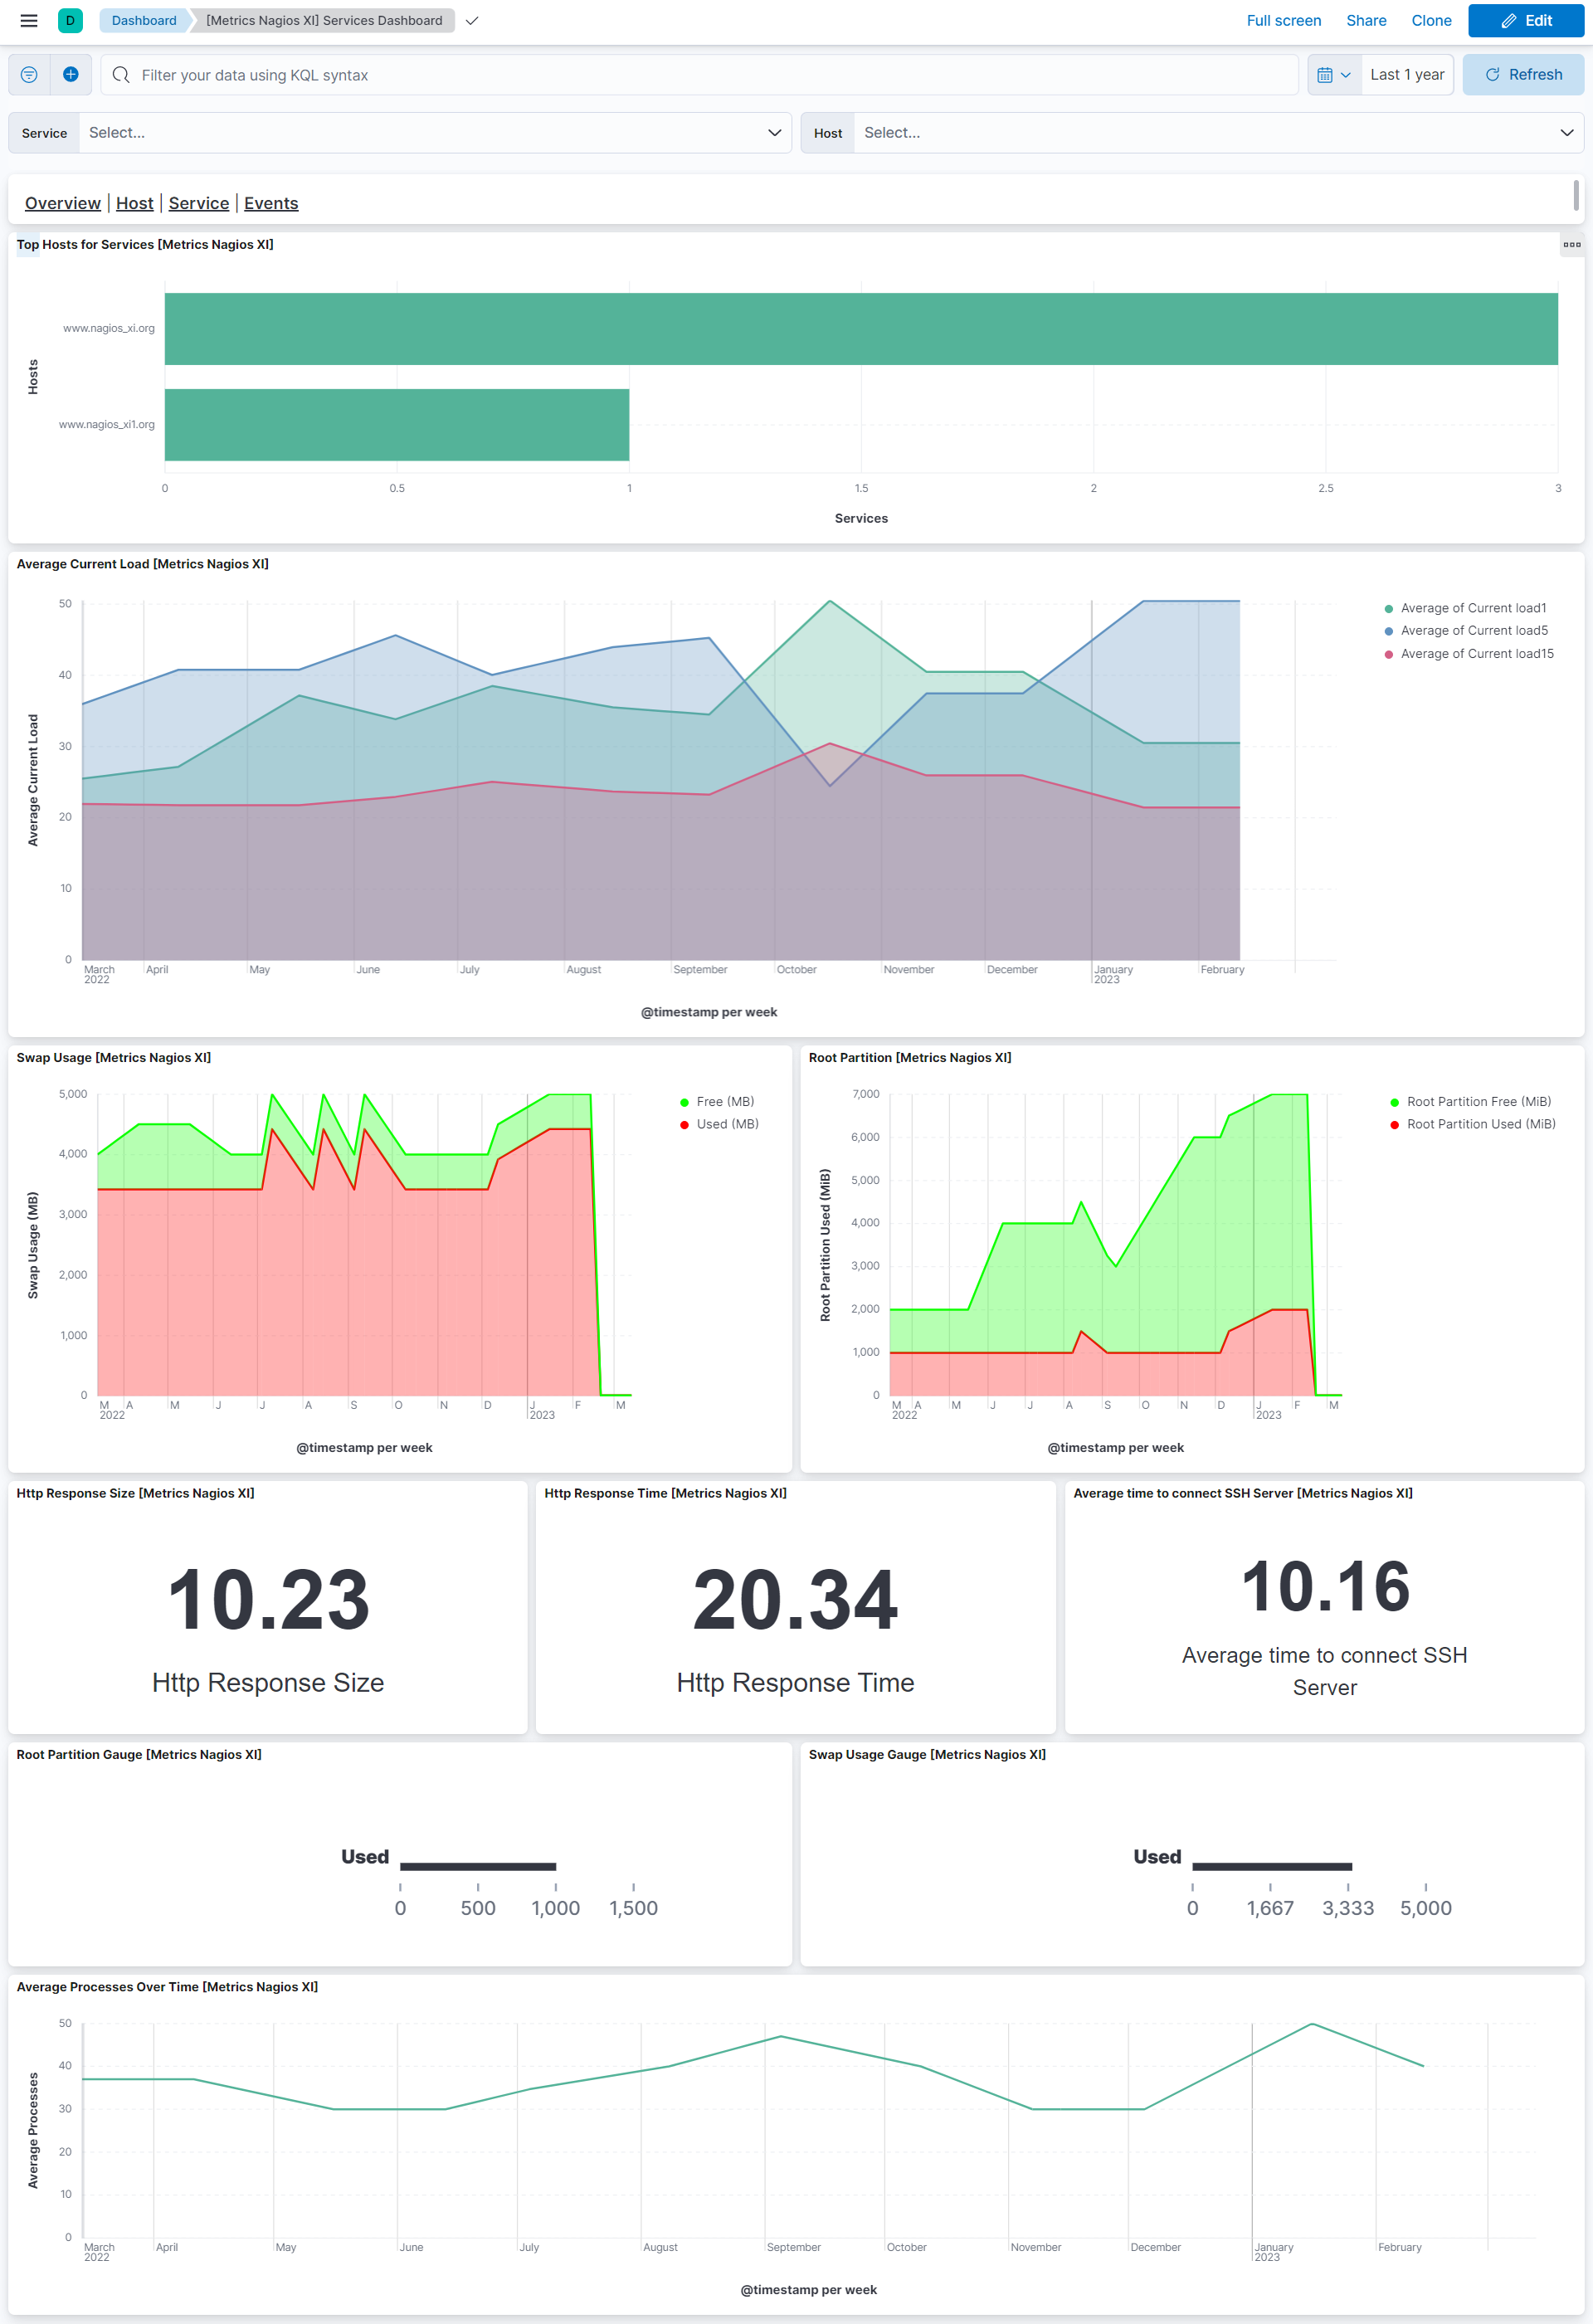 D Dashboard [Metrics Nagios XI] Services Dashboard Full screen Share Clone Edit
Filter your data using KQL syntax Last 1 year Refresh
Service Select... Host Select...
Overview | Host | Service | Events
Top Hosts for Services [Metrics Nagios XI]
Hosts
www.nagios_xi.org
www.nagios_xi1.org
0 0.5 1 1.5 2 2.5 3
Services
Average Current Load [Metrics Nagios XI]
Average Current Load
50
40
30
20
10
0
March April May June July August September October November December January February
2022 2023
@timestamp per week
Average of Current load1
Average of Current load5
Average of Current load15
Swap Usage [Metrics Nagios XI]
Swap Usage (MB)
5,000
4,000
3,000
2,000
1,000
0
M A M J J A S O N D J F M
2022 2023
@timestamp per week
Free (MB)
Used (MB)
Root Partition [Metrics Nagios XI]
Root Partition Used (MiB)
7,000
6,000
5,000
4,000
3,000
2,000
1,000
0
M A M J J A S O N D J F M
2022 2023
@timestamp per week
Root Partition Free (MiB)
Root Partition Used (MiB)
Http Response Size [Metrics Nagios XI]
10.23
Http Response Size
Http Response Time [Metrics Nagios XI]
20.34
Http Response Time
Average time to connect SSH Server [Metrics Nagios XI]
10.16
Average time to connect SSH
Server
Root Partition Gauge [Metrics Nagios XI]
Used
0 500 1,000 1,500
Swap Usage Gauge [Metrics Nagios XI]
Used
0 1,667 3,333 5,000
Average Processes Over Time [Metrics Nagios XI]
Average Processes
50
40
30
20
10
0
March April May June July August September October November December January February
2022 2023
@timestamp per week